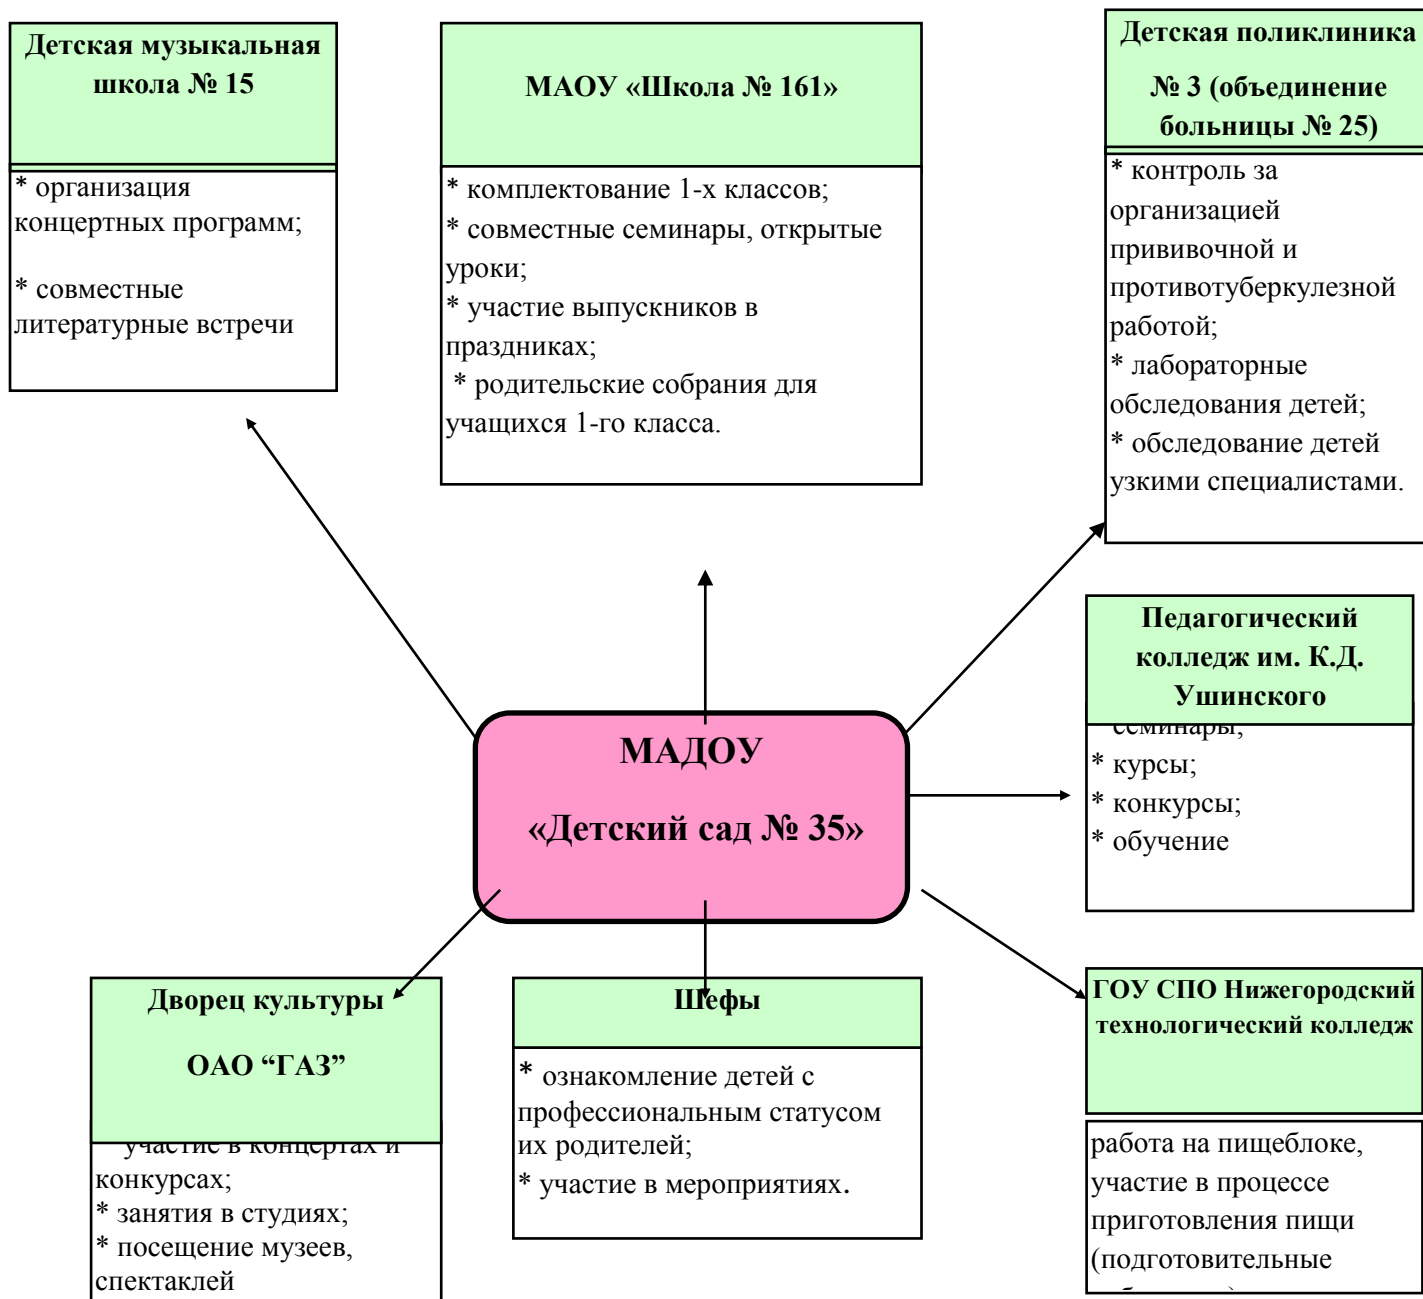 Детская музыкальная
школа № 15
* организация
концертных программ;
* совместные
литературные встречи
МАОУ «Школа № 161»
* комплектование 1-х классов;
* совместные семинары, открытые
уроки;
* участие выпускников в
праздниках;
* родительские собрания для
учащихся 1-го класса.
Детская поликлиника
№ 3 (объединение
больницы № 25)
* контроль за
организацией
прививочной и
противотуберкулезной
работой;
* лабораторные
обследования детей;
* обследование детей
узкими специалистами.
Педагогический
колледж им. К.Д.
Ушинского
семинары;
* курсы;
* конкурсы;
* обучение
МАДОУ
«Детский сад № 35»
Дворец культуры
ОАО “ГАЗ”
участие в концертах и
конкурсах;
* занятия в студиях;
* посещение музеев,
спектаклей
Шефы
* ознакомление детей с
профессиональным статусом
их родителей;
* участие в мероприятиях.
ГОУ СПО Нижегородский
технологический колледж
работа на пищеблоке,
участие в процессе
приготовления пищи
(подготовительные